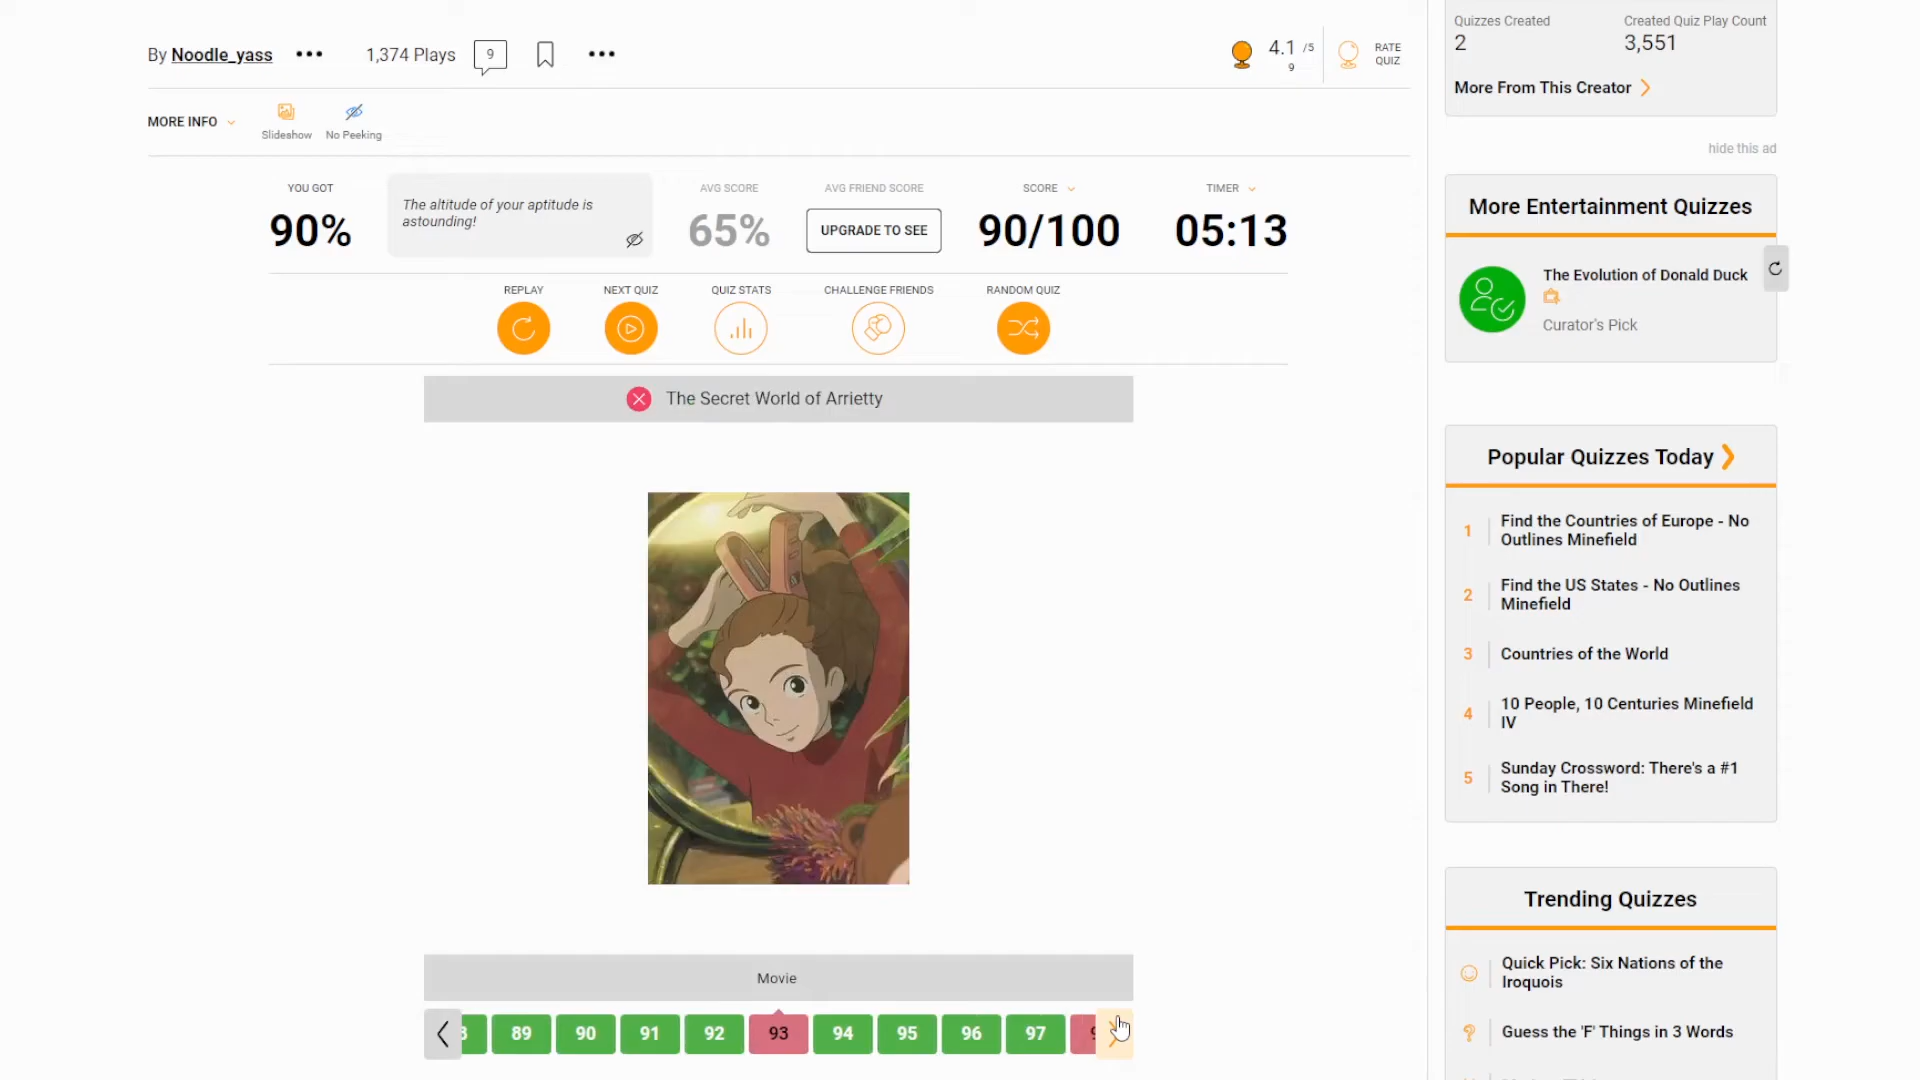 By Noodle_yass
1,374 Plays
9
4.1 /5
9
RATE
QUIZ
MORE INFO
Slideshow
No Peeking
YOU GOT
90%
The altitude of your aptitude is
astounding!
AVG SCORE
65%
AVG FRIEND SCORE
UPGRADE TO SEE
SCORE
90/100
TIMER
05:13
REPLAY
NEXT QUIZ
QUIZ STATS
CHALLENGE FRIENDS
RANDOM QUIZ
The Secret World of Arrietty
Movie
89 90 91 92 93 94 95 96 97
Quizzes Created
2
Created Quiz Play Count
3,551
More From This Creator
hide this ad
More Entertainment Quizzes
The Evolution of Donald Duck
Curator's Pick
Popular Quizzes Today
1 Find the Countries of Europe - No
Outlines Minefield
2 Find the US States - No Outlines
Minefield
3 Countries of the World
4 10 People, 10 Centuries Minefield
IV
5 Sunday Crossword: There's a #1
Song in There!
Trending Quizzes
Quick Pick: Six Nations of the
Iroquois
Guess the 'F' Things in 3 Words